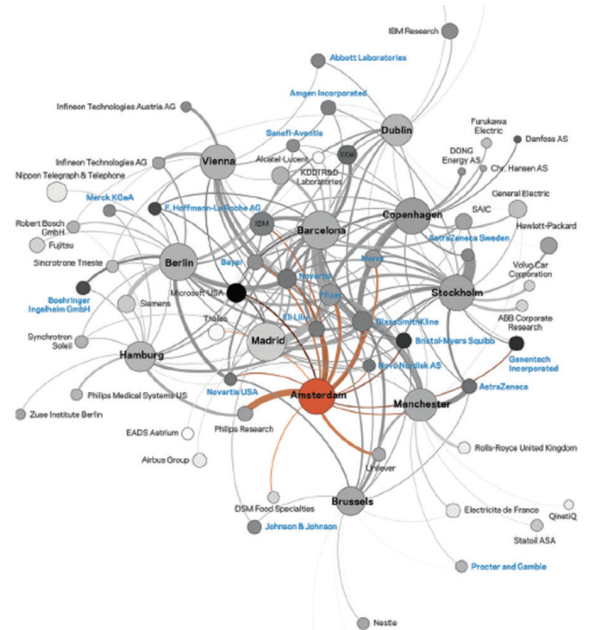 IBM Research
Abbott Laboratories
Amgen Incorporated
Infineon Technologies Austria AG
Dublin
Furukawa
Electric
Danfoss AS
Sanofi-Aventis
DONG
Energy AS
Vienna
Alcatel-Lucent
Infineon Technologies AG
KDDI R&D
Laboratories
Chr. Hansen AS
Nippon Telegraph & Telephone
General Electric
Merck KGaA
F. Hoffmann-La Roche AG
Copenhagen
SAIC
IBM
Barcelona
Hewlett-Packard
Robert Bosch
GmbH
AstraZeneca Sweden
Fujitsu
Merck
Berlin
Bayer
Sincrotrone Trieste
Volvo Car
Corporation
Novartis
Microsoft USA
Pfizer
Stockholm
Boehringer
Ingelheim GmbH
Siemens
Thales
Eli Lilly
GlaxoSmithKline
ABB Corporate
Research
Synchrotron
Soleil
Madrid
Bristol-Myers Squibb
Hamburg
Genentech
Incorporated
Novo Nordisk AS
Novartis USA
AstraZeneca
Philips Medical Systems US
Amsterdam
Manchester
Zuse Institute Berlin
Philips Research
EADS Astrium
Rolls-Royce United Kingdom
Airbus Group
Unilever
DSM Food Specialties
Brussels
Electricite de France
QinetiQ
Johnson & Johnson
Statoil ASA
Procter and Gamble
Nestle